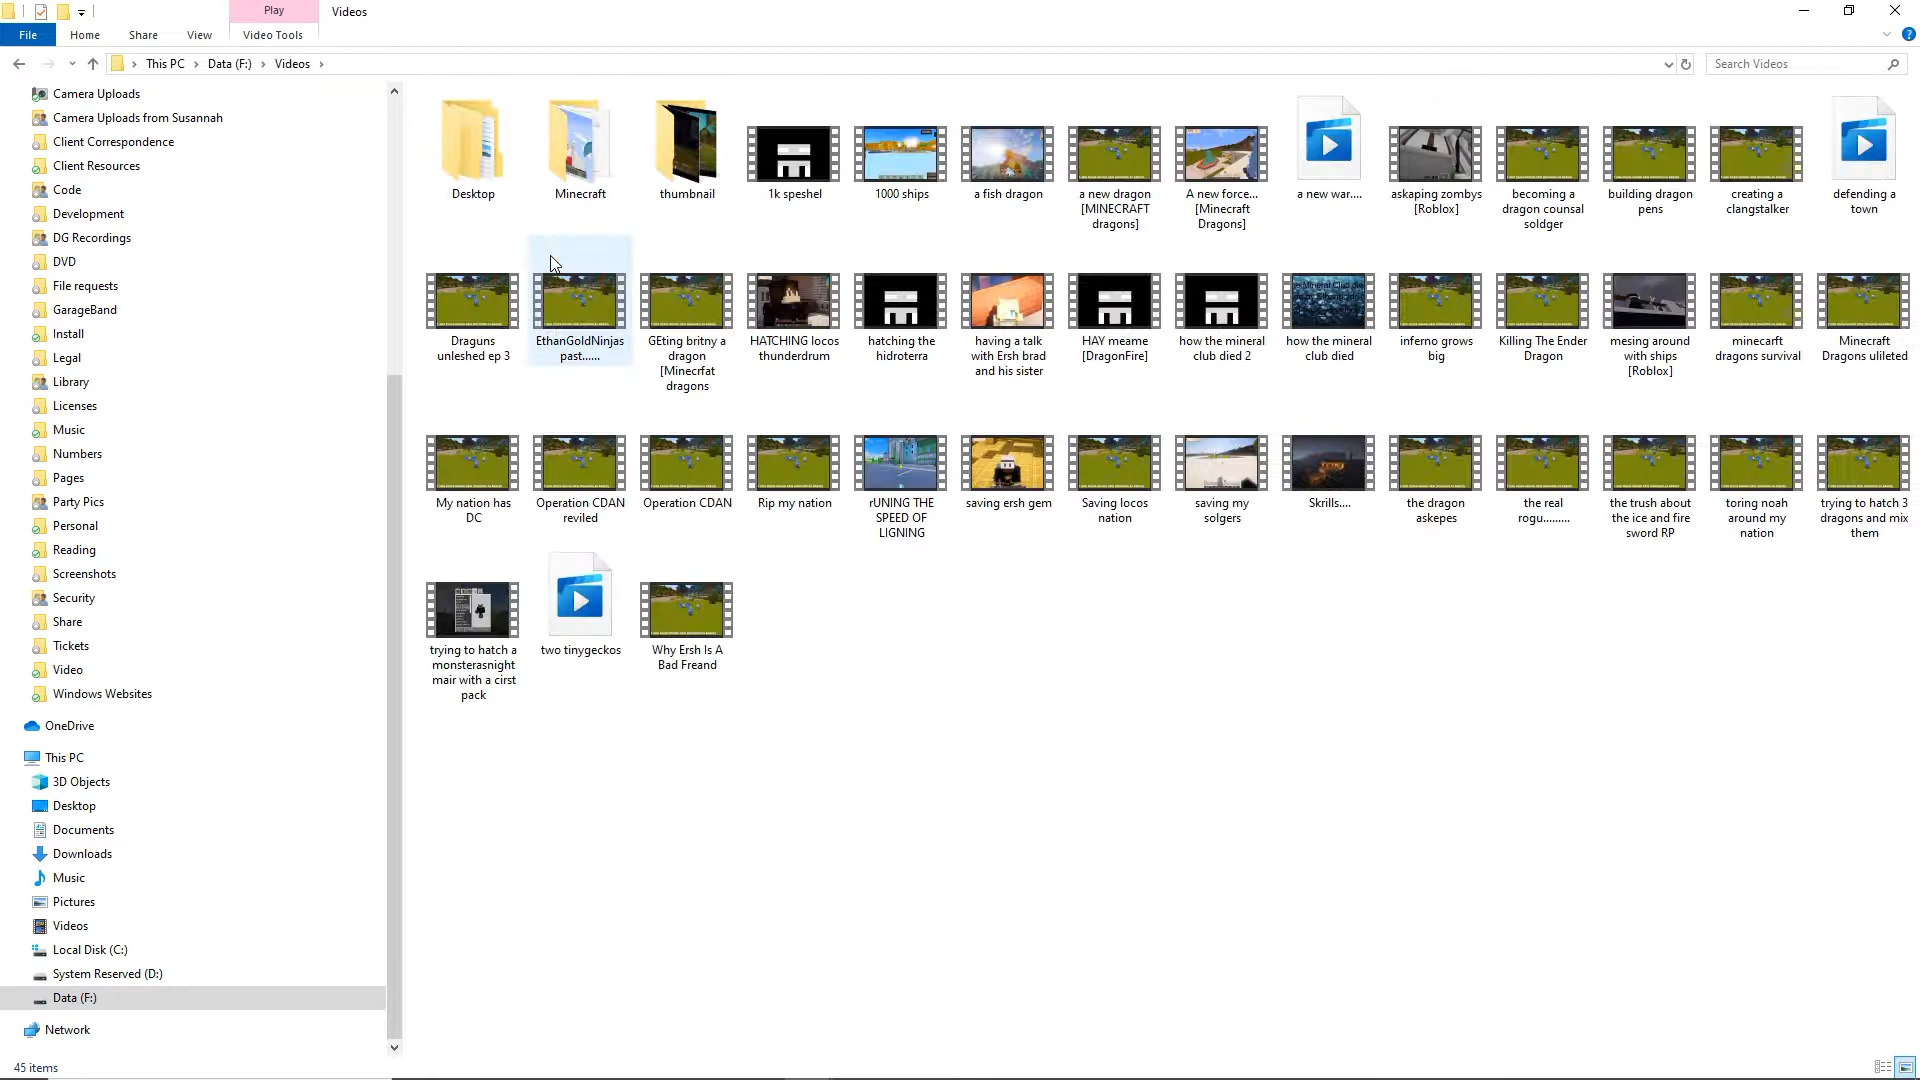 Play
Videos
File
Home
Share
View
Video Tools
This PC
Data (F:)
Videos
Search Videos
Camera Uploads
Camera Uploads from Susannah
Client Correspondence
Client Resources
Code
Development
DG Recordings
DVD
File requests
GarageBand
Install
Legal
Library
Licenses
Music
Numbers
Pages
Party Pics
Personal
Reading
Screenshots
Security
Share
Tickets
Video
Windows Websites
OneDrive
This PC
3D Objects
Desktop
Documents
Downloads
Music
Pictures
Videos
Local Disk (C:)
System Reserved (D:)
Data (F:)
Network
45 items
Desktop
Minecraft
thumbnail
1k speshel
1000 ships
a fish dragon
a new dragon
[MINECRAFT
dragons]
A new force...
[Minecraft
Dragons]
a new war....
askaping zombys
[Roblox]
becoming a
dragon counsal
soldger
building dragon
pens
creating a
clangstalker
defending a
town
Draguns
unleshed ep 3
EthanGoldNinjas
past......
GEting britny a
dragon
[Minecrfat
dragons
HATCHING locos
thunderdrum
hatching the
hidroterra
having a talk
with Ersh brad
and his sister
HAY meame
[DragonFire]
how the mineral
club died 2
how the mineral
club died
inferno grows
big
Killing The Ender
Dragon
mesing around
with ships
[Roblox]
minecarft
dragons survival
Minecraft
Dragons ulileted
My nation has
DC
Operation CDAN
reviled
Operation CDAN
Rip my nation
rUNING THE
SPEED OF
LIGNING
saving ersh gem
Saving locos
nation
saving my
solgers
Skrills....
the dragon
askepes
the real
rogu.........
the trush about
the ice and fire
sword RP
toring noah
around my
nation
trying to hatch 3
dragons and mix
them
trying to hatch a
monsterasnight
mair with a cirst
pack
two tinygeckos
Why Ersh Is A
Bad Freand